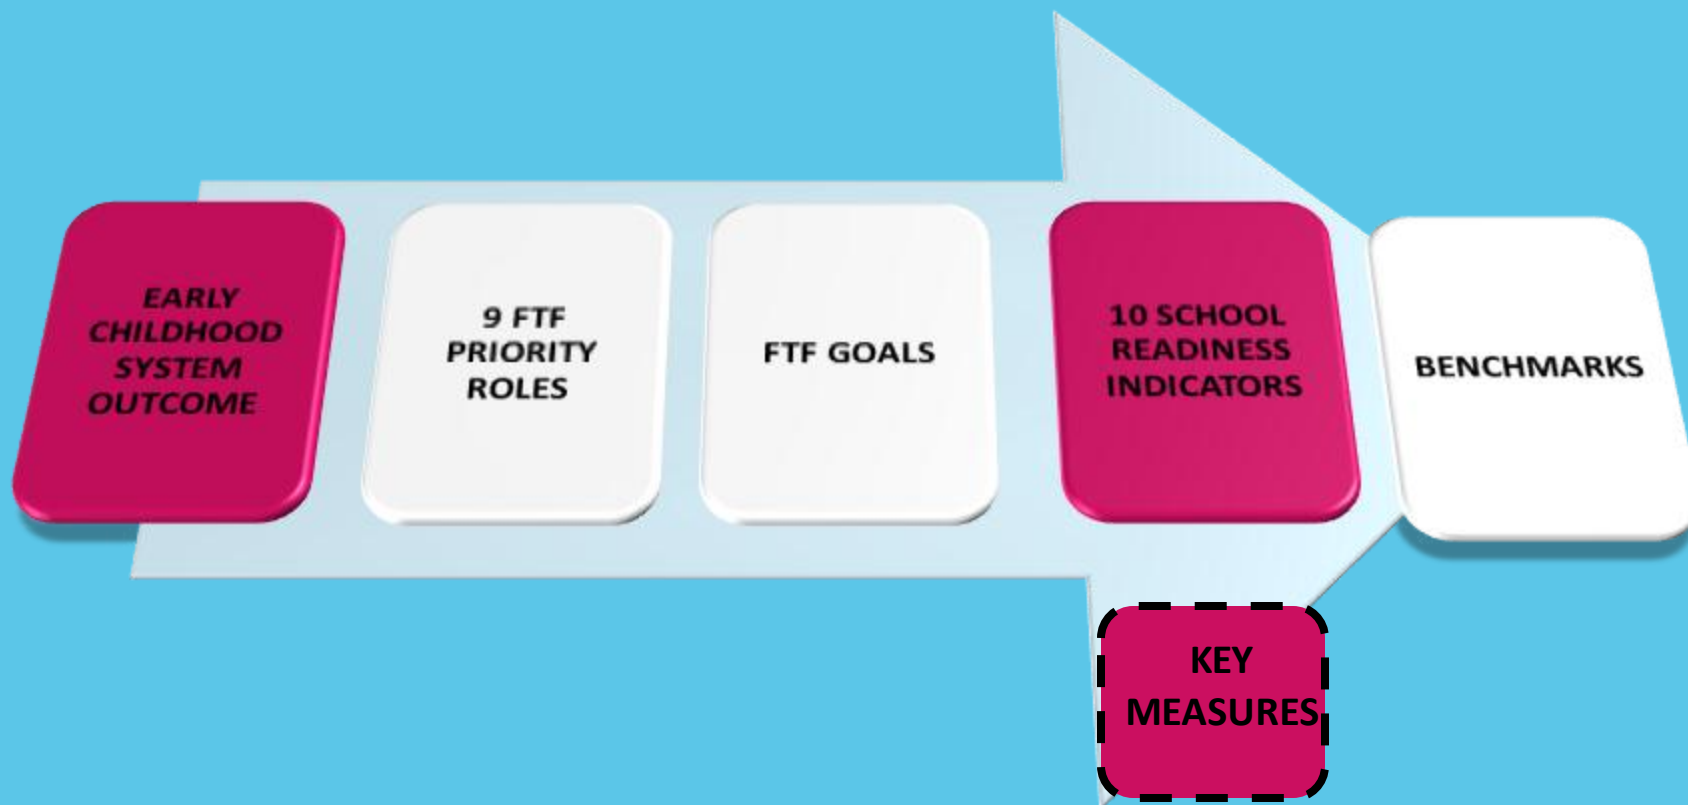 EARLY
CHILDHOOD
SYSTEM
OUTCOME
9 FTF
PRIORITY
ROLES
FTF GOALS
10 SCHOOL
READINESS
INDICATORS
BENCHMARKS
KEY
MEASURES